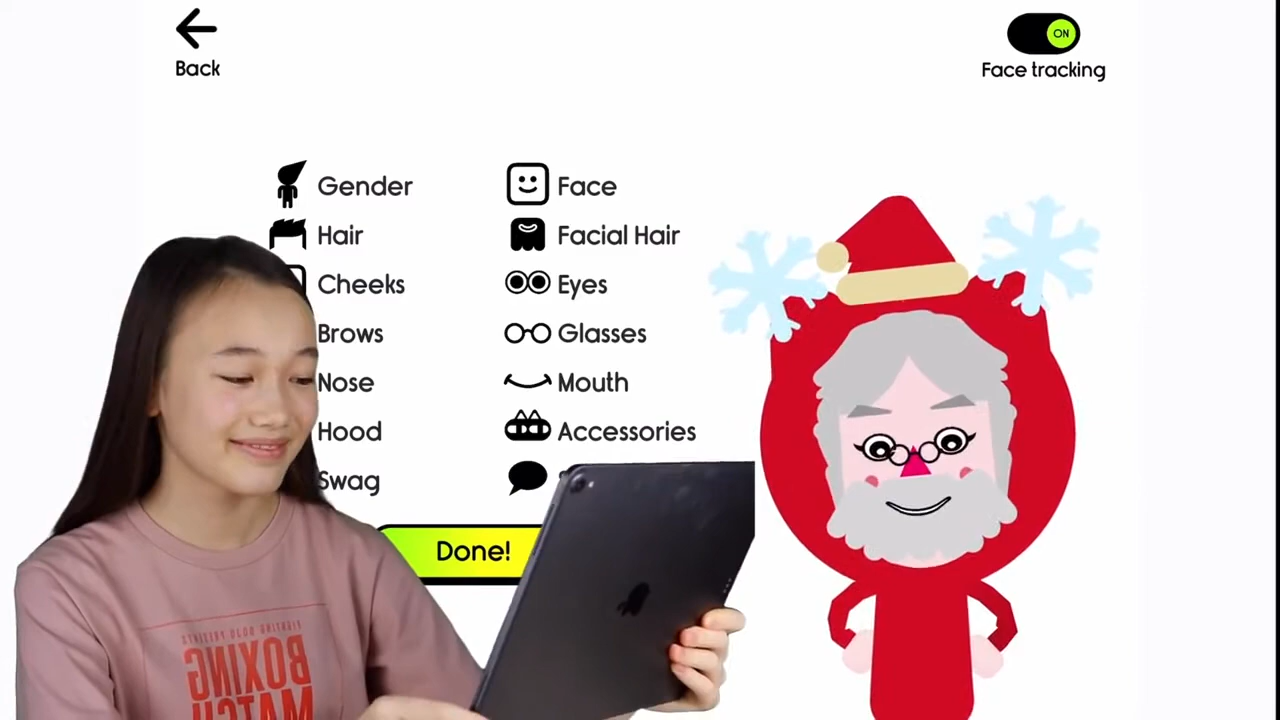 Back
ON
Face tracking
Gender
Face
Hair
Facial Hair
Cheeks
Eyes
Brows
Glasses
Nose
Mouth
Hood
Accessories
Swag
Done!
BOXING
MATCH